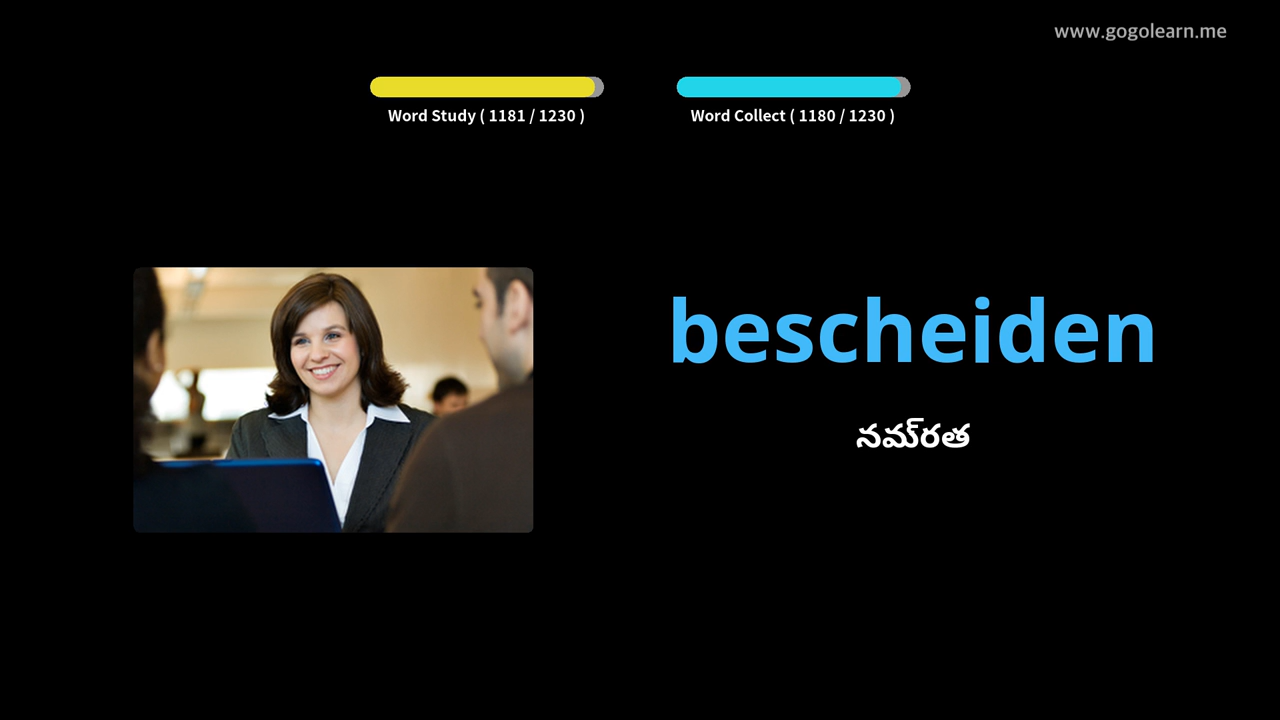 www.gogolearn.me
Word Study ( 1181 / 1230 )
Word Collect ( 1180 / 1230 )
bescheiden
నమ్రత